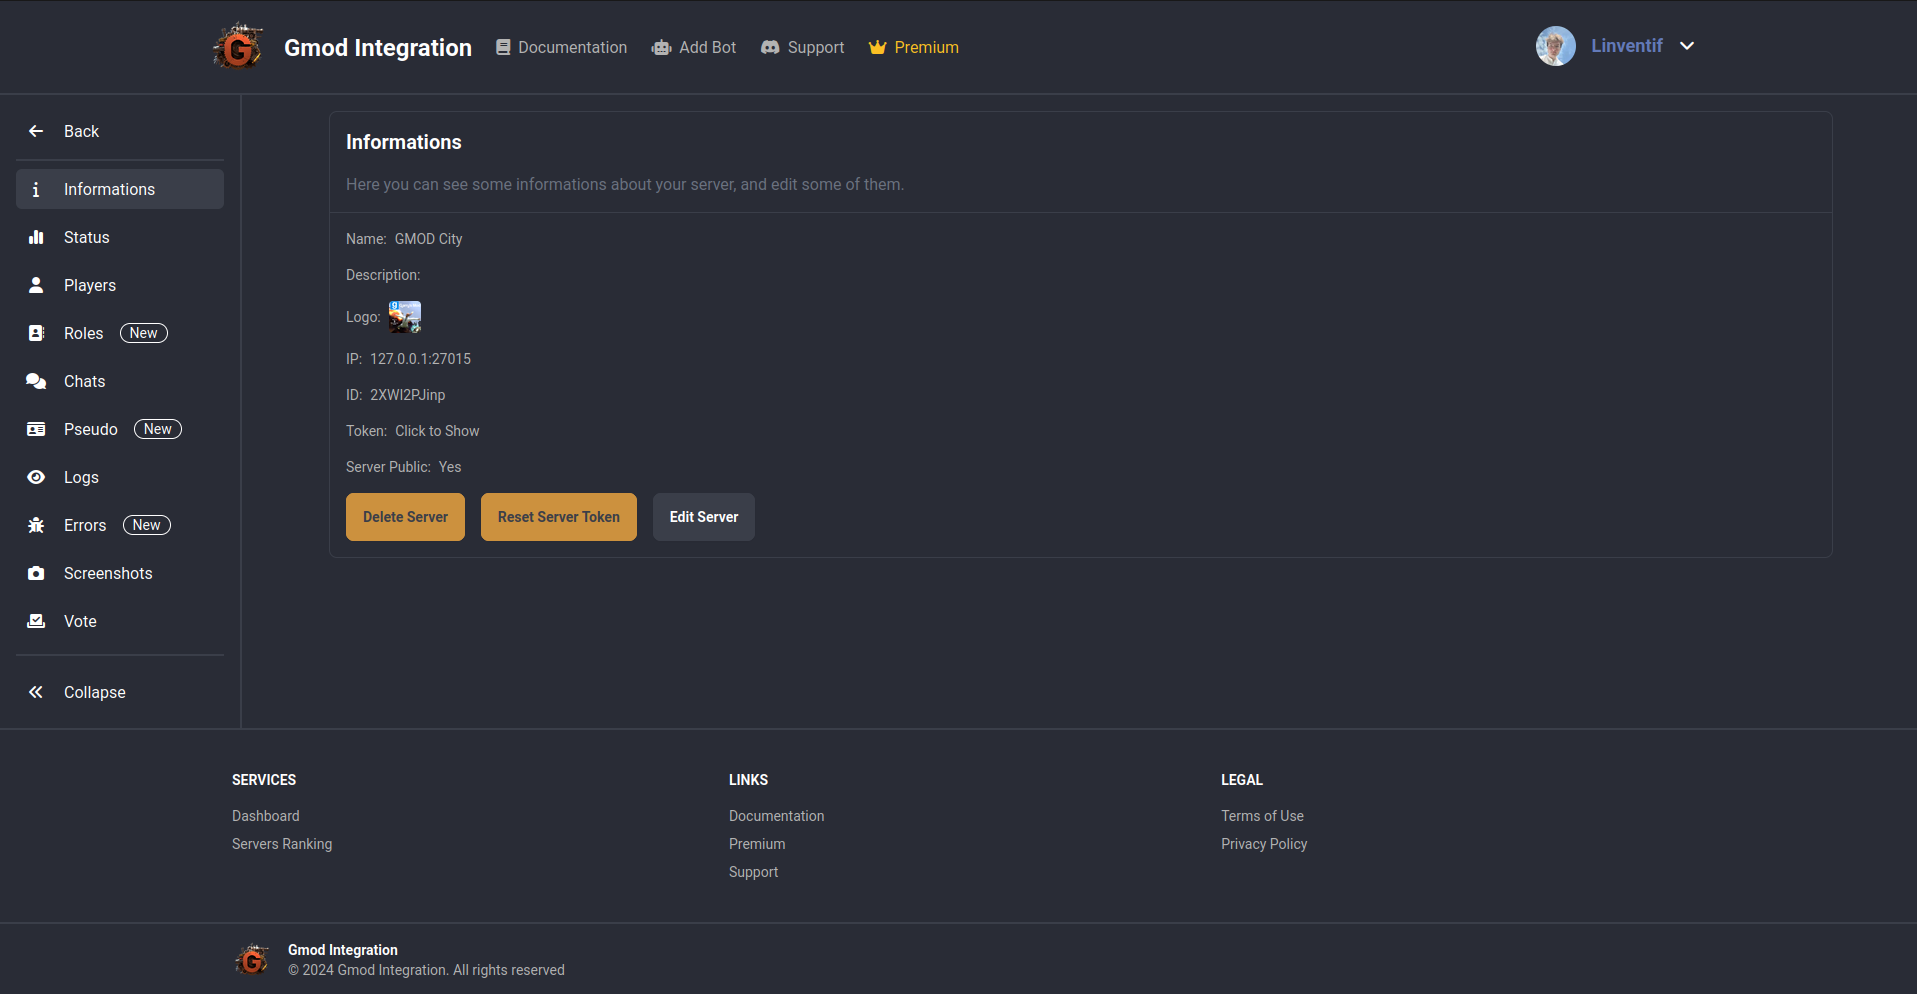 Gmod Integration
Documentation
Add Bot
Support
Premium
Linventif
Back
Informations
Status
Players
Roles New
Chats
Pseudo New
Logs
Errors New
Screenshots
Vote
Collapse
Informations
Here you can see some informations about your server, and edit some of them.
Name: GMOD City
Description:
Logo:
IP: 127.0.0.1:27015
ID: 2XWI2PJinp
Token: Click to Show
Server Public: Yes
Delete Server
Reset Server Token
Edit Server
SERVICES
Dashboard
Servers Ranking
LINKS
Documentation
Premium
Support
LEGAL
Terms of Use
Privacy Policy
Gmod Integration
© 2024 Gmod Integration. All rights reserved